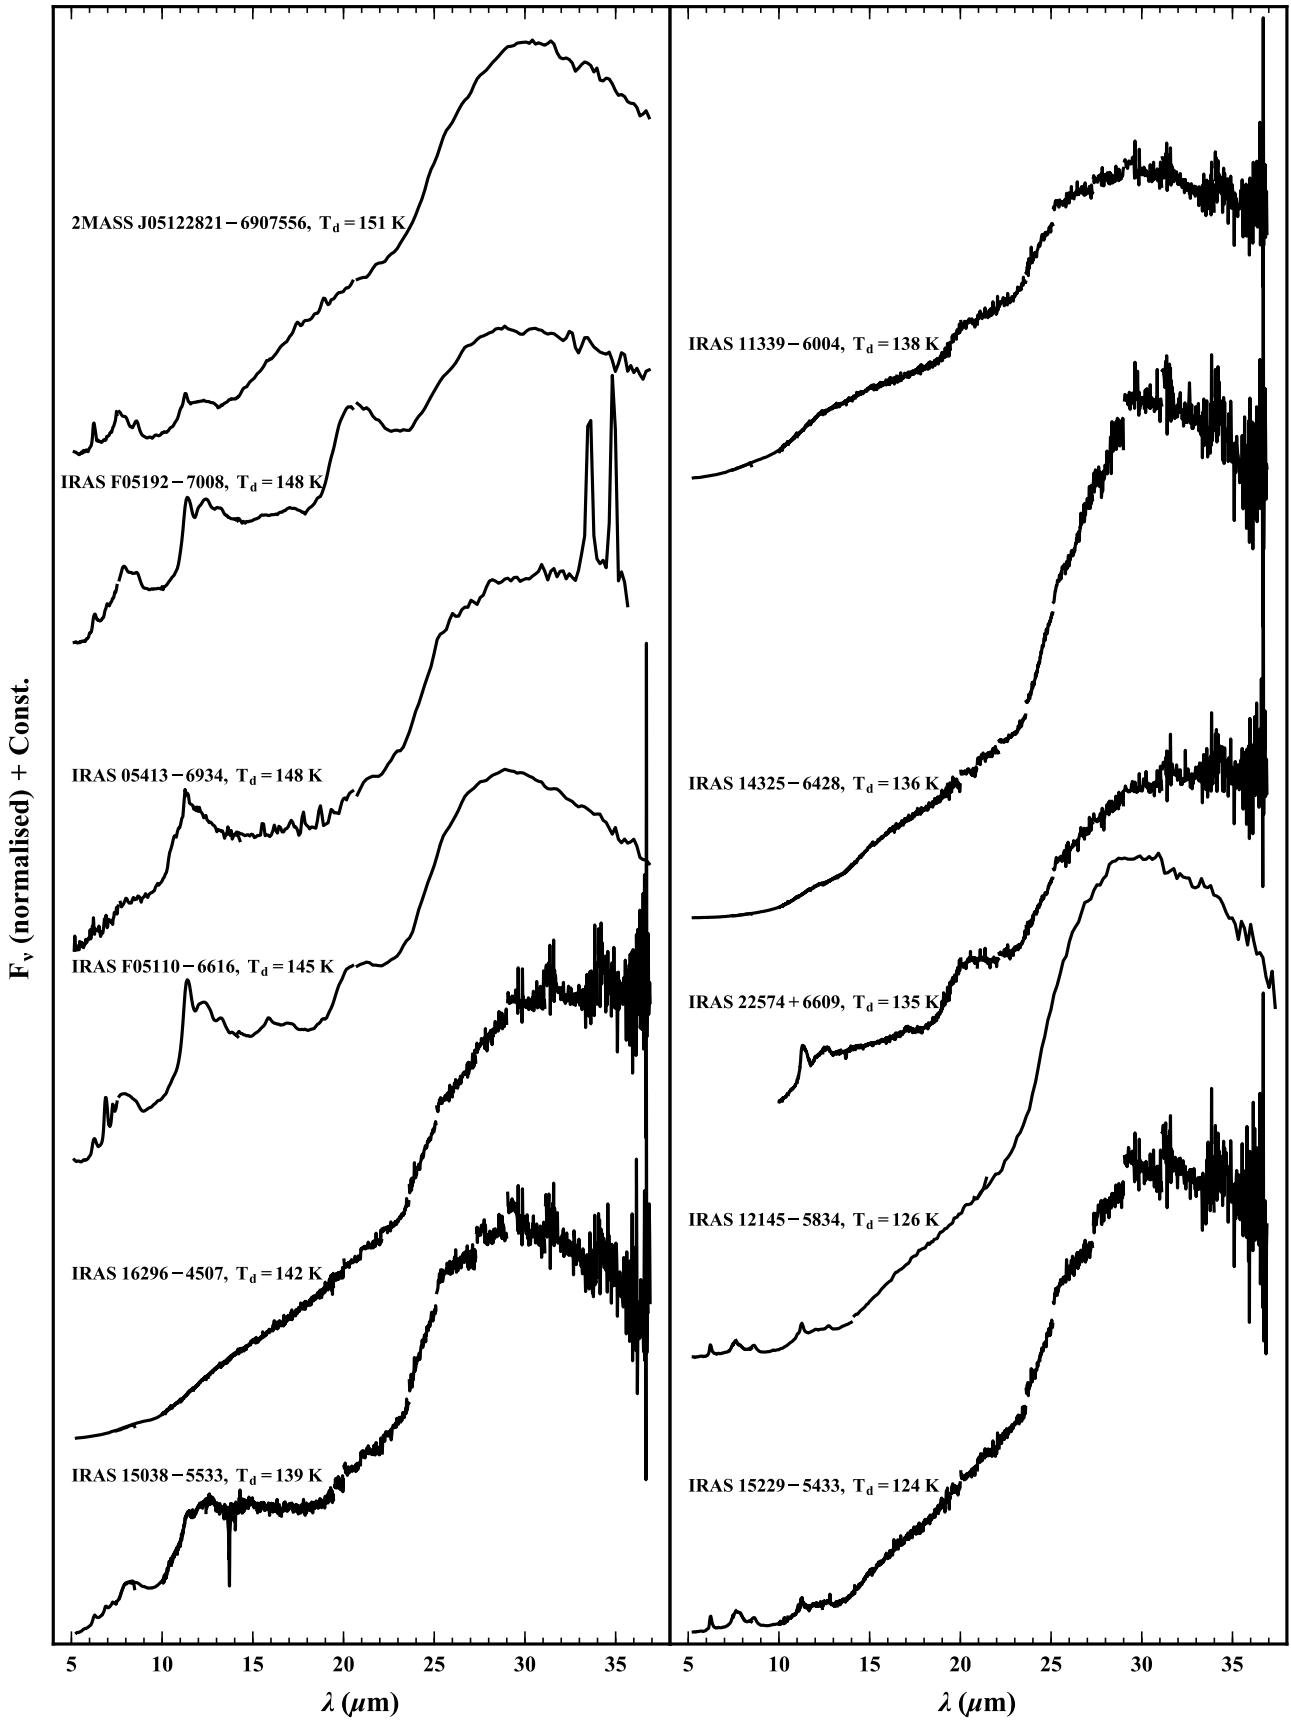 F_ν (normalised) + Const.
2MASS J05122821−6907556, T_d = 151 K
IRAS F05192−7008, T_d = 148 K
IRAS 05413−6934, T_d = 148 K
IRAS F05110−6616, T_d = 145 K
IRAS 16296−4507, T_d = 142 K
IRAS 15038−5533, T_d = 139 K
5 10 15 20 25 30 35
λ (μm)
IRAS 11339−6004, T_d = 138 K
IRAS 14325−6428, T_d = 136 K
IRAS 22574+6609, T_d = 135 K
IRAS 12145−5834, T_d = 126 K
IRAS 15229−5433, T_d = 124 K
5 10 15 20 25 30 35
λ (μm)